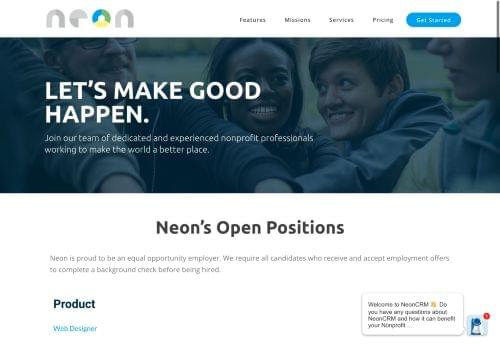 neon
Features
Missions
Services
Pricing
Get Started
LET'S MAKE GOOD
HAPPEN.
Join our team of dedicated and experienced nonprofit professionals
working to make the world a better place.
Neon's Open Positions
Neon is proud to be an equal opportunity employer. We require all candidates who receive and accept employment offers
to complete a background check before being hired.
Product
Web Designer
Welcome to NeonCRM 👋 Do
you have any questions about
NeonCRM and how it can benefit
your Nonprofit ...
1